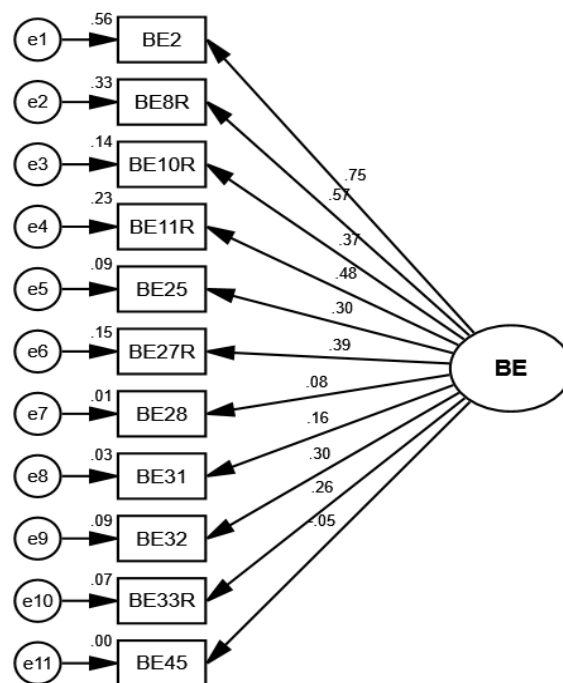 .56
e1
BE2
.33
e2
BE8R
.14
e3
BE10R
.23
e4
BE11R
.09
e5
BE25
.15
e6
BE27R
.01
e7
BE28
.03
e8
BE31
.09
e9
BE32
.07
e10
BE33R
.00
e11
BE45
.75
.57
.37
.48
.30
.39
.08
.16
.30
.26
-.05
BE